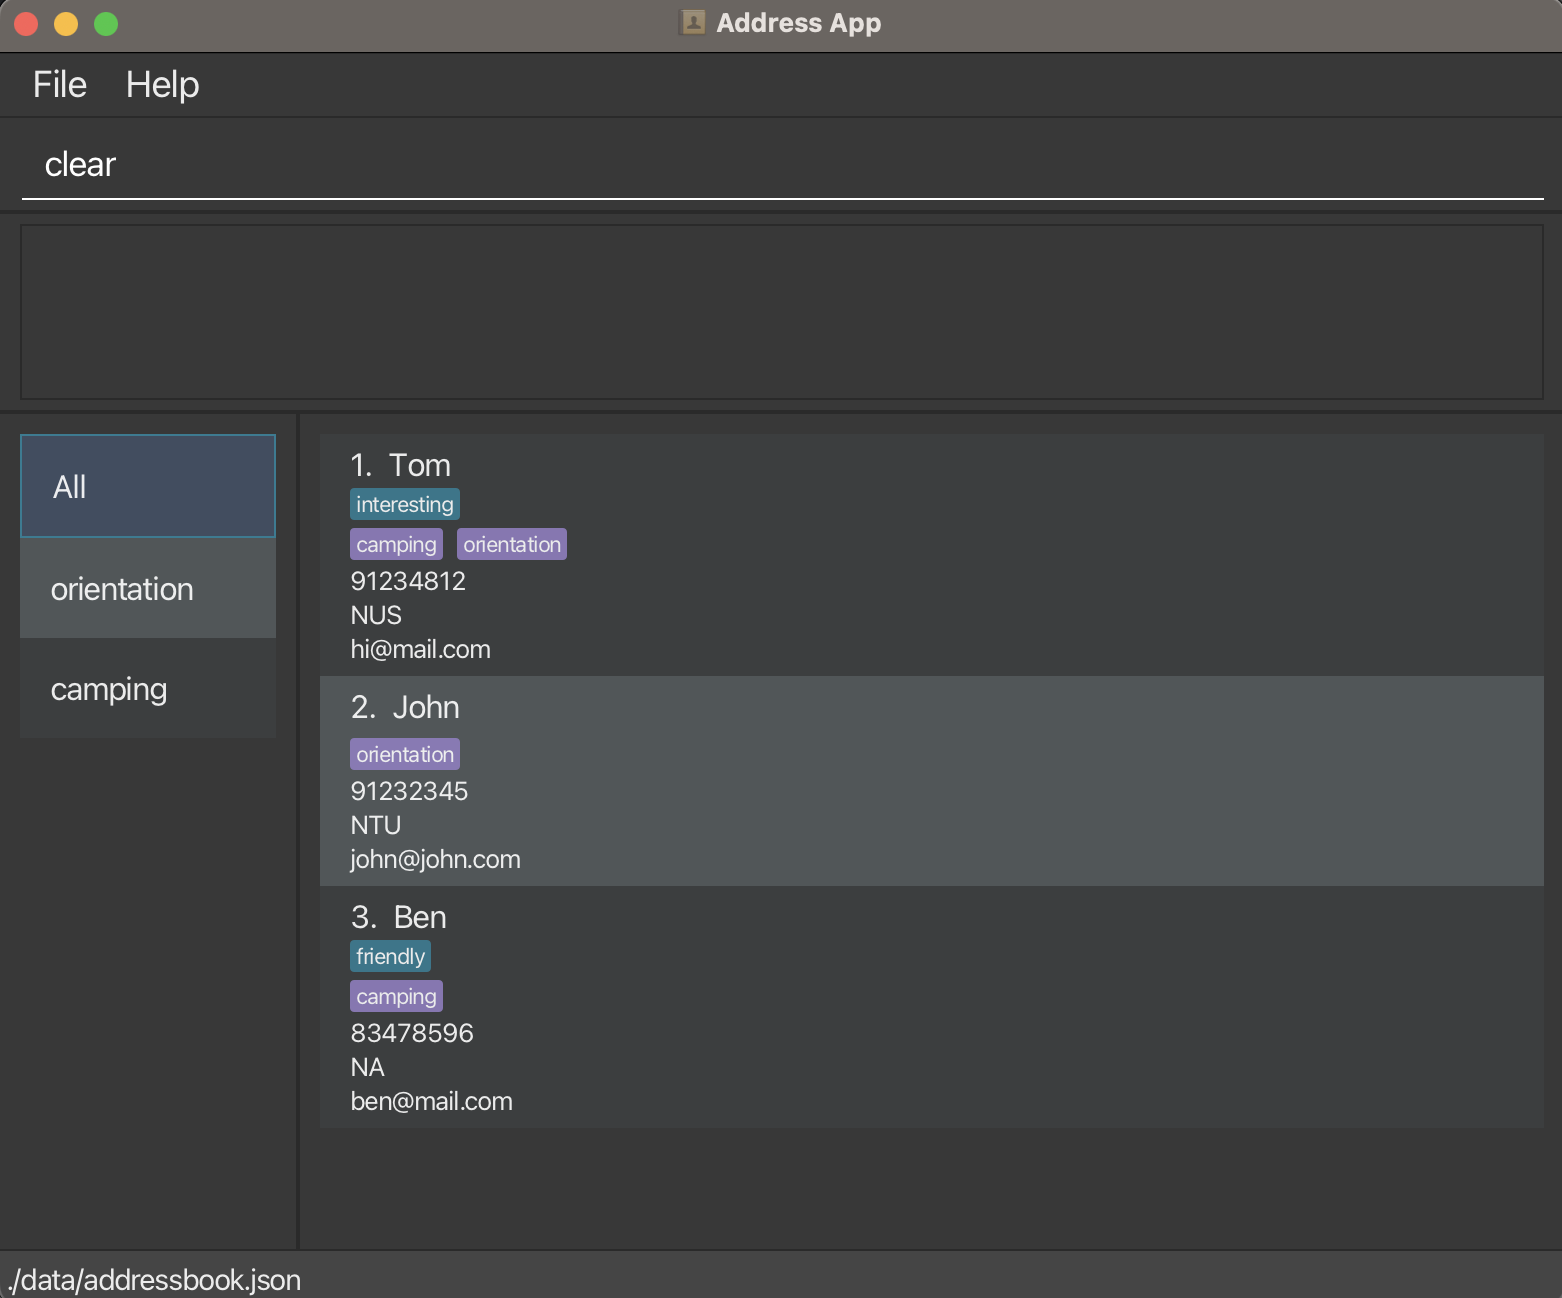 Address App
File Help
clear
All
orientation
camping
1. Tom
interesting
camping orientation
91234812
NUS
hi@mail.com
2. John
orientation
91232345
NTU
john@john.com
3. Ben
friendly
camping
83478596
NA
ben@mail.com
./data/addressbook.json